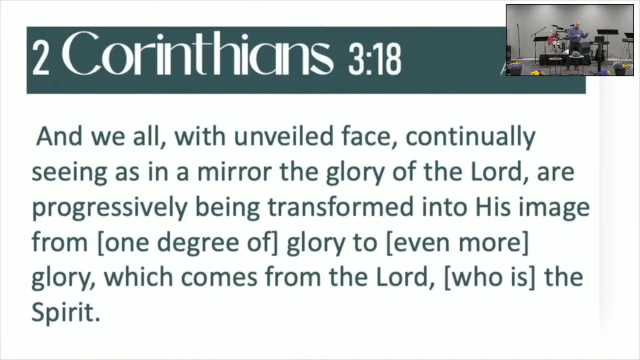 2 Corinthians 3:18
And we all, with unveiled face, continually
seeing as in a mirror the glory of the Lord, are
progressively being transformed into His image
from [one degree of] glory to [even more]
glory, which comes from the Lord, [who is] the
Spirit.